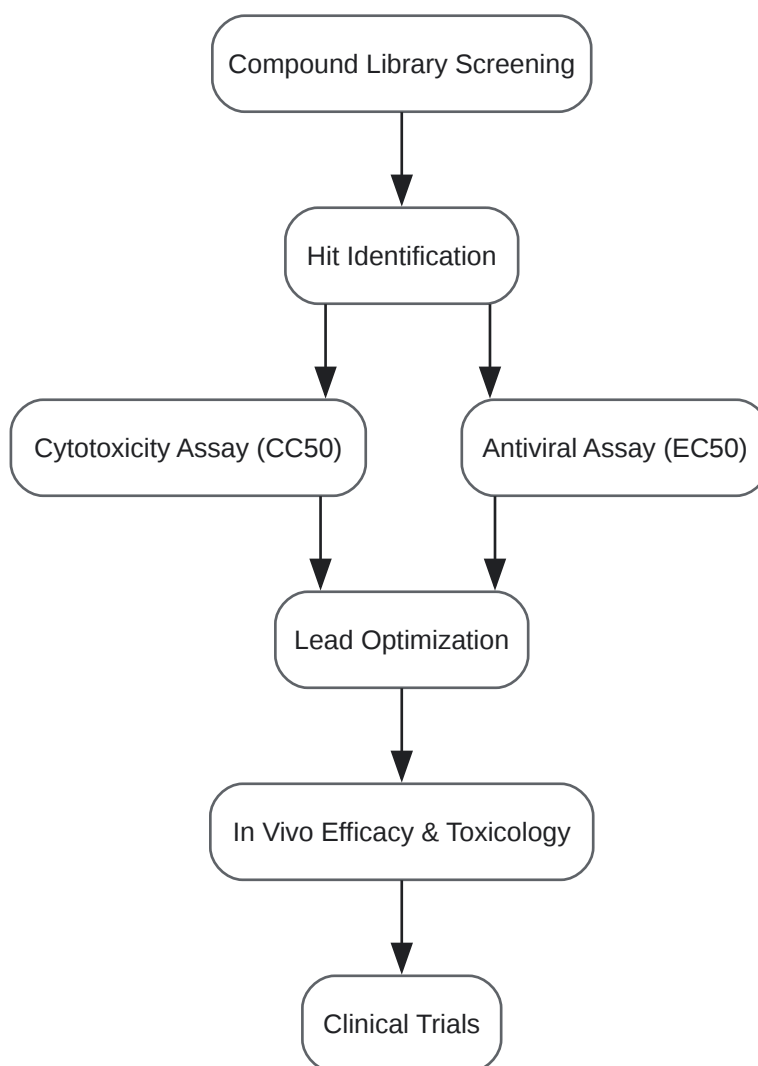 Compound Library Screening
Hit Identification
Cytotoxicity Assay (CC50)
Antiviral Assay (EC50)
Lead Optimization
In Vivo Efficacy & Toxicology
Clinical Trials